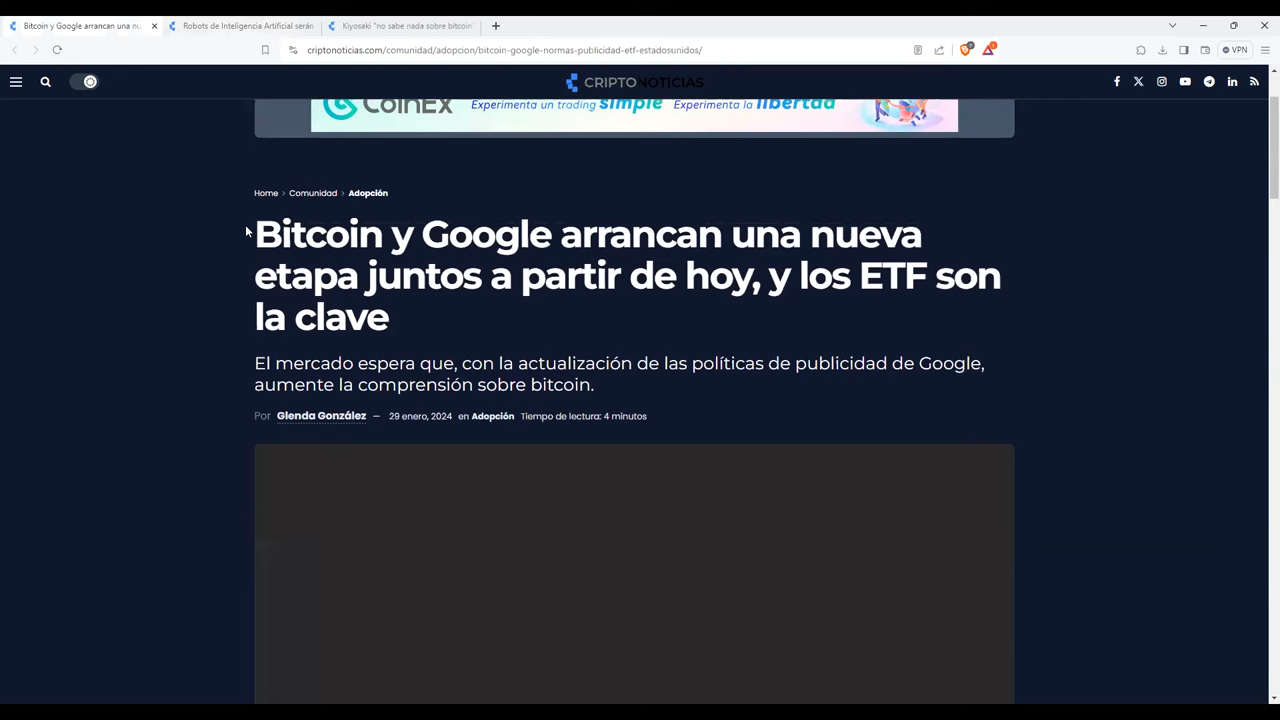 Bitcoin y Google arrancan una nu
Robots de Inteligencia Artificial serán
Kiyosaki "no sabe nada sobre bitcoin"
criptonoticias.com/comunidad/adopcion/bitcoin-google-normas-publicidad-etf-estadosunidos/
VPN
CRIPTONOTICIAS
CoinEx Experimenta un trading simple Experimenta la libertad
Home > Comunidad > Adopción
Bitcoin y Google arrancan una nueva
etapa juntos a partir de hoy, y los ETF son
la clave
El mercado espera que, con la actualización de las políticas de publicidad de Google,
aumente la comprensión sobre bitcoin.
Por Glenda González — 29 enero, 2024 en Adopción Tiempo de lectura: 4 minutos